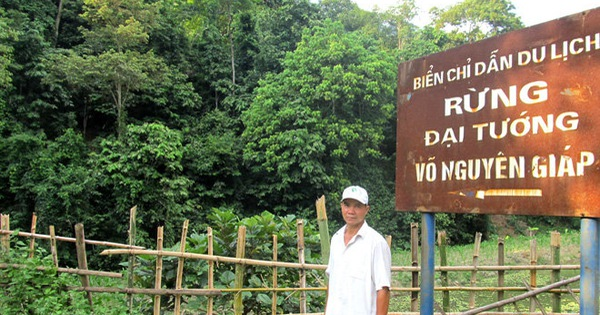 BIỂN CHỈ DẪN DU LỊCH
RỪNG
ĐẠI TƯỚNG
VÕ NGUYÊN GIÁP